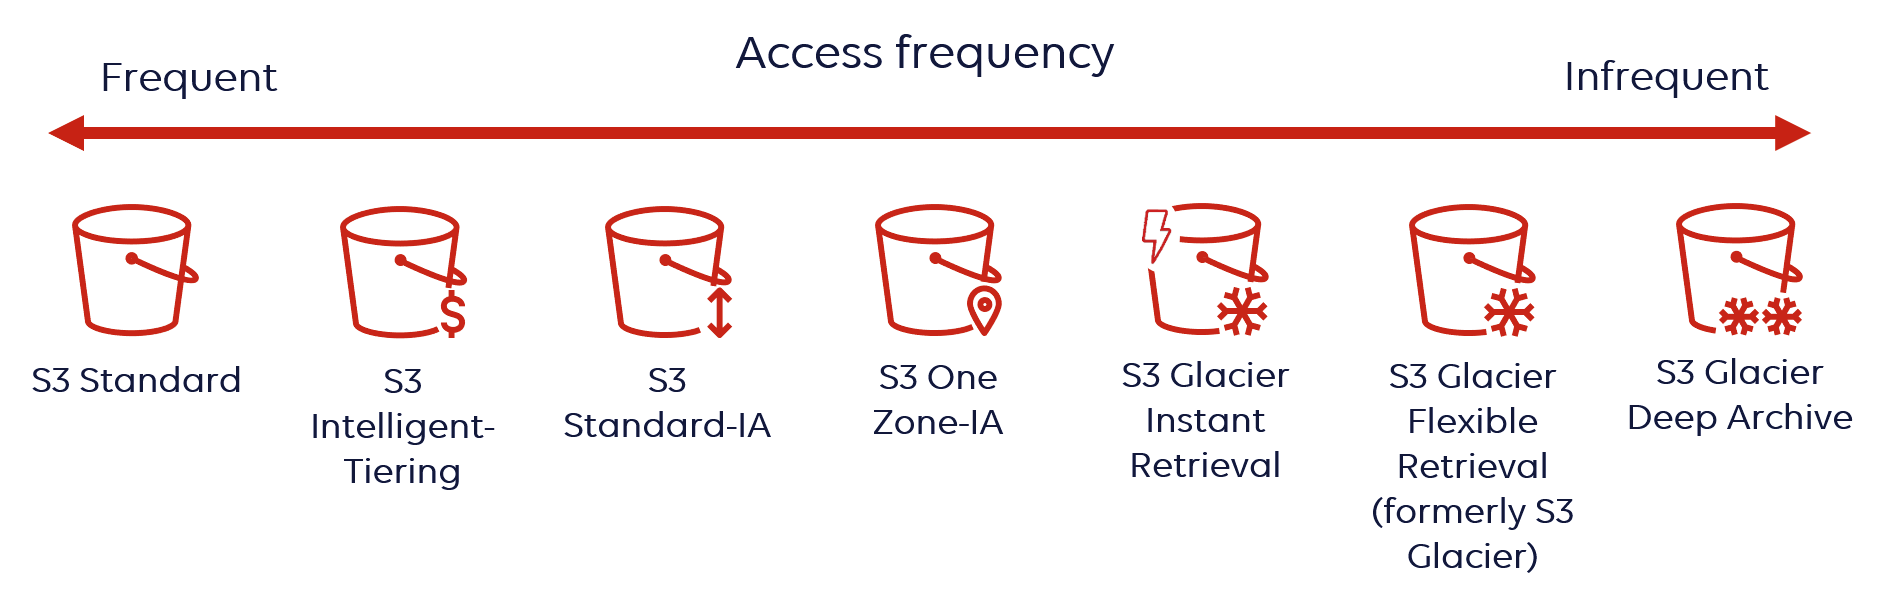 Access frequency
Frequent
Infrequent
S3 Standard
S3
Intelligent-
Tiering
S3
Standard-IA
S3 One
Zone-IA
S3 Glacier
Instant
Retrieval
S3 Glacier
Flexible
Retrieval
(formerly S3
Glacier)
S3 Glacier
Deep Archive